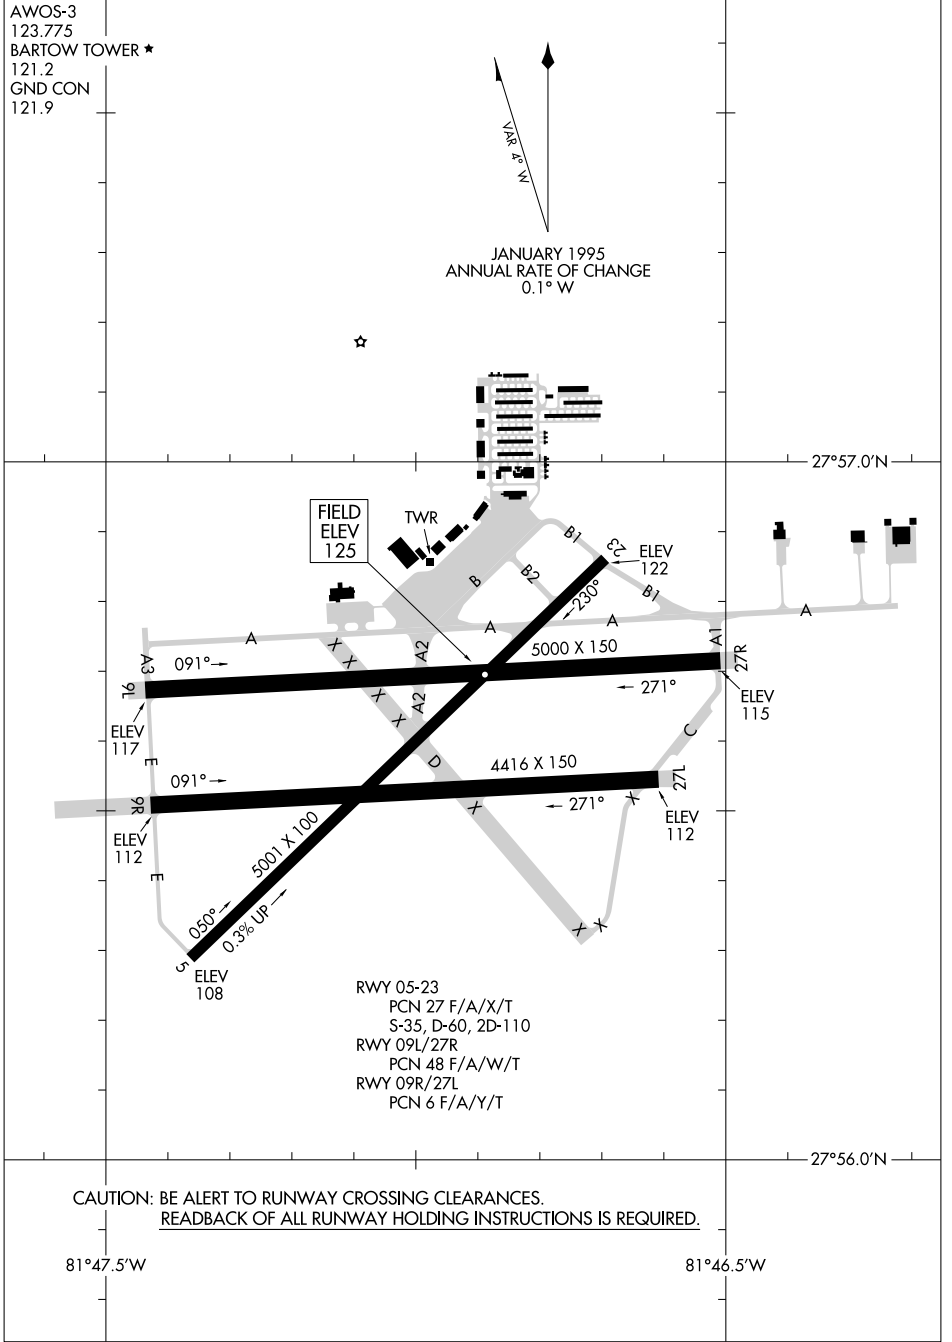 AWOS-3
123.775
BARTOW TOWER ★
121.2
GND CON
121.9
VAR 4° W
JANUARY 1995
ANNUAL RATE OF CHANGE
0.1° W
27°57.0'N
FIELD
ELEV
125
TWR
B1
23
ELEV
122
B
B2
230°
B1
A
A
A
A
A1
X
X
A2
5000 X 150
27R
A3
091°
9L
271°
ELEV
115
X
X
A2
ELEV
117
C
E
D
4416 X 150
27L
091°
9R
X
271°
X
ELEV
112
ELEV
112
5001 X 100
E
050°
0.3% UP
X
X
5
ELEV
108
RWY 05-23
PCN 27 F/A/X/T
S-35, D-60, 2D-110
RWY 09L/27R
PCN 48 F/A/W/T
RWY 09R/27L
PCN 6 F/A/Y/T
27°56.0'N
CAUTION: BE ALERT TO RUNWAY CROSSING CLEARANCES.
READBACK OF ALL RUNWAY HOLDING INSTRUCTIONS IS REQUIRED.
81°47.5'W
81°46.5'W